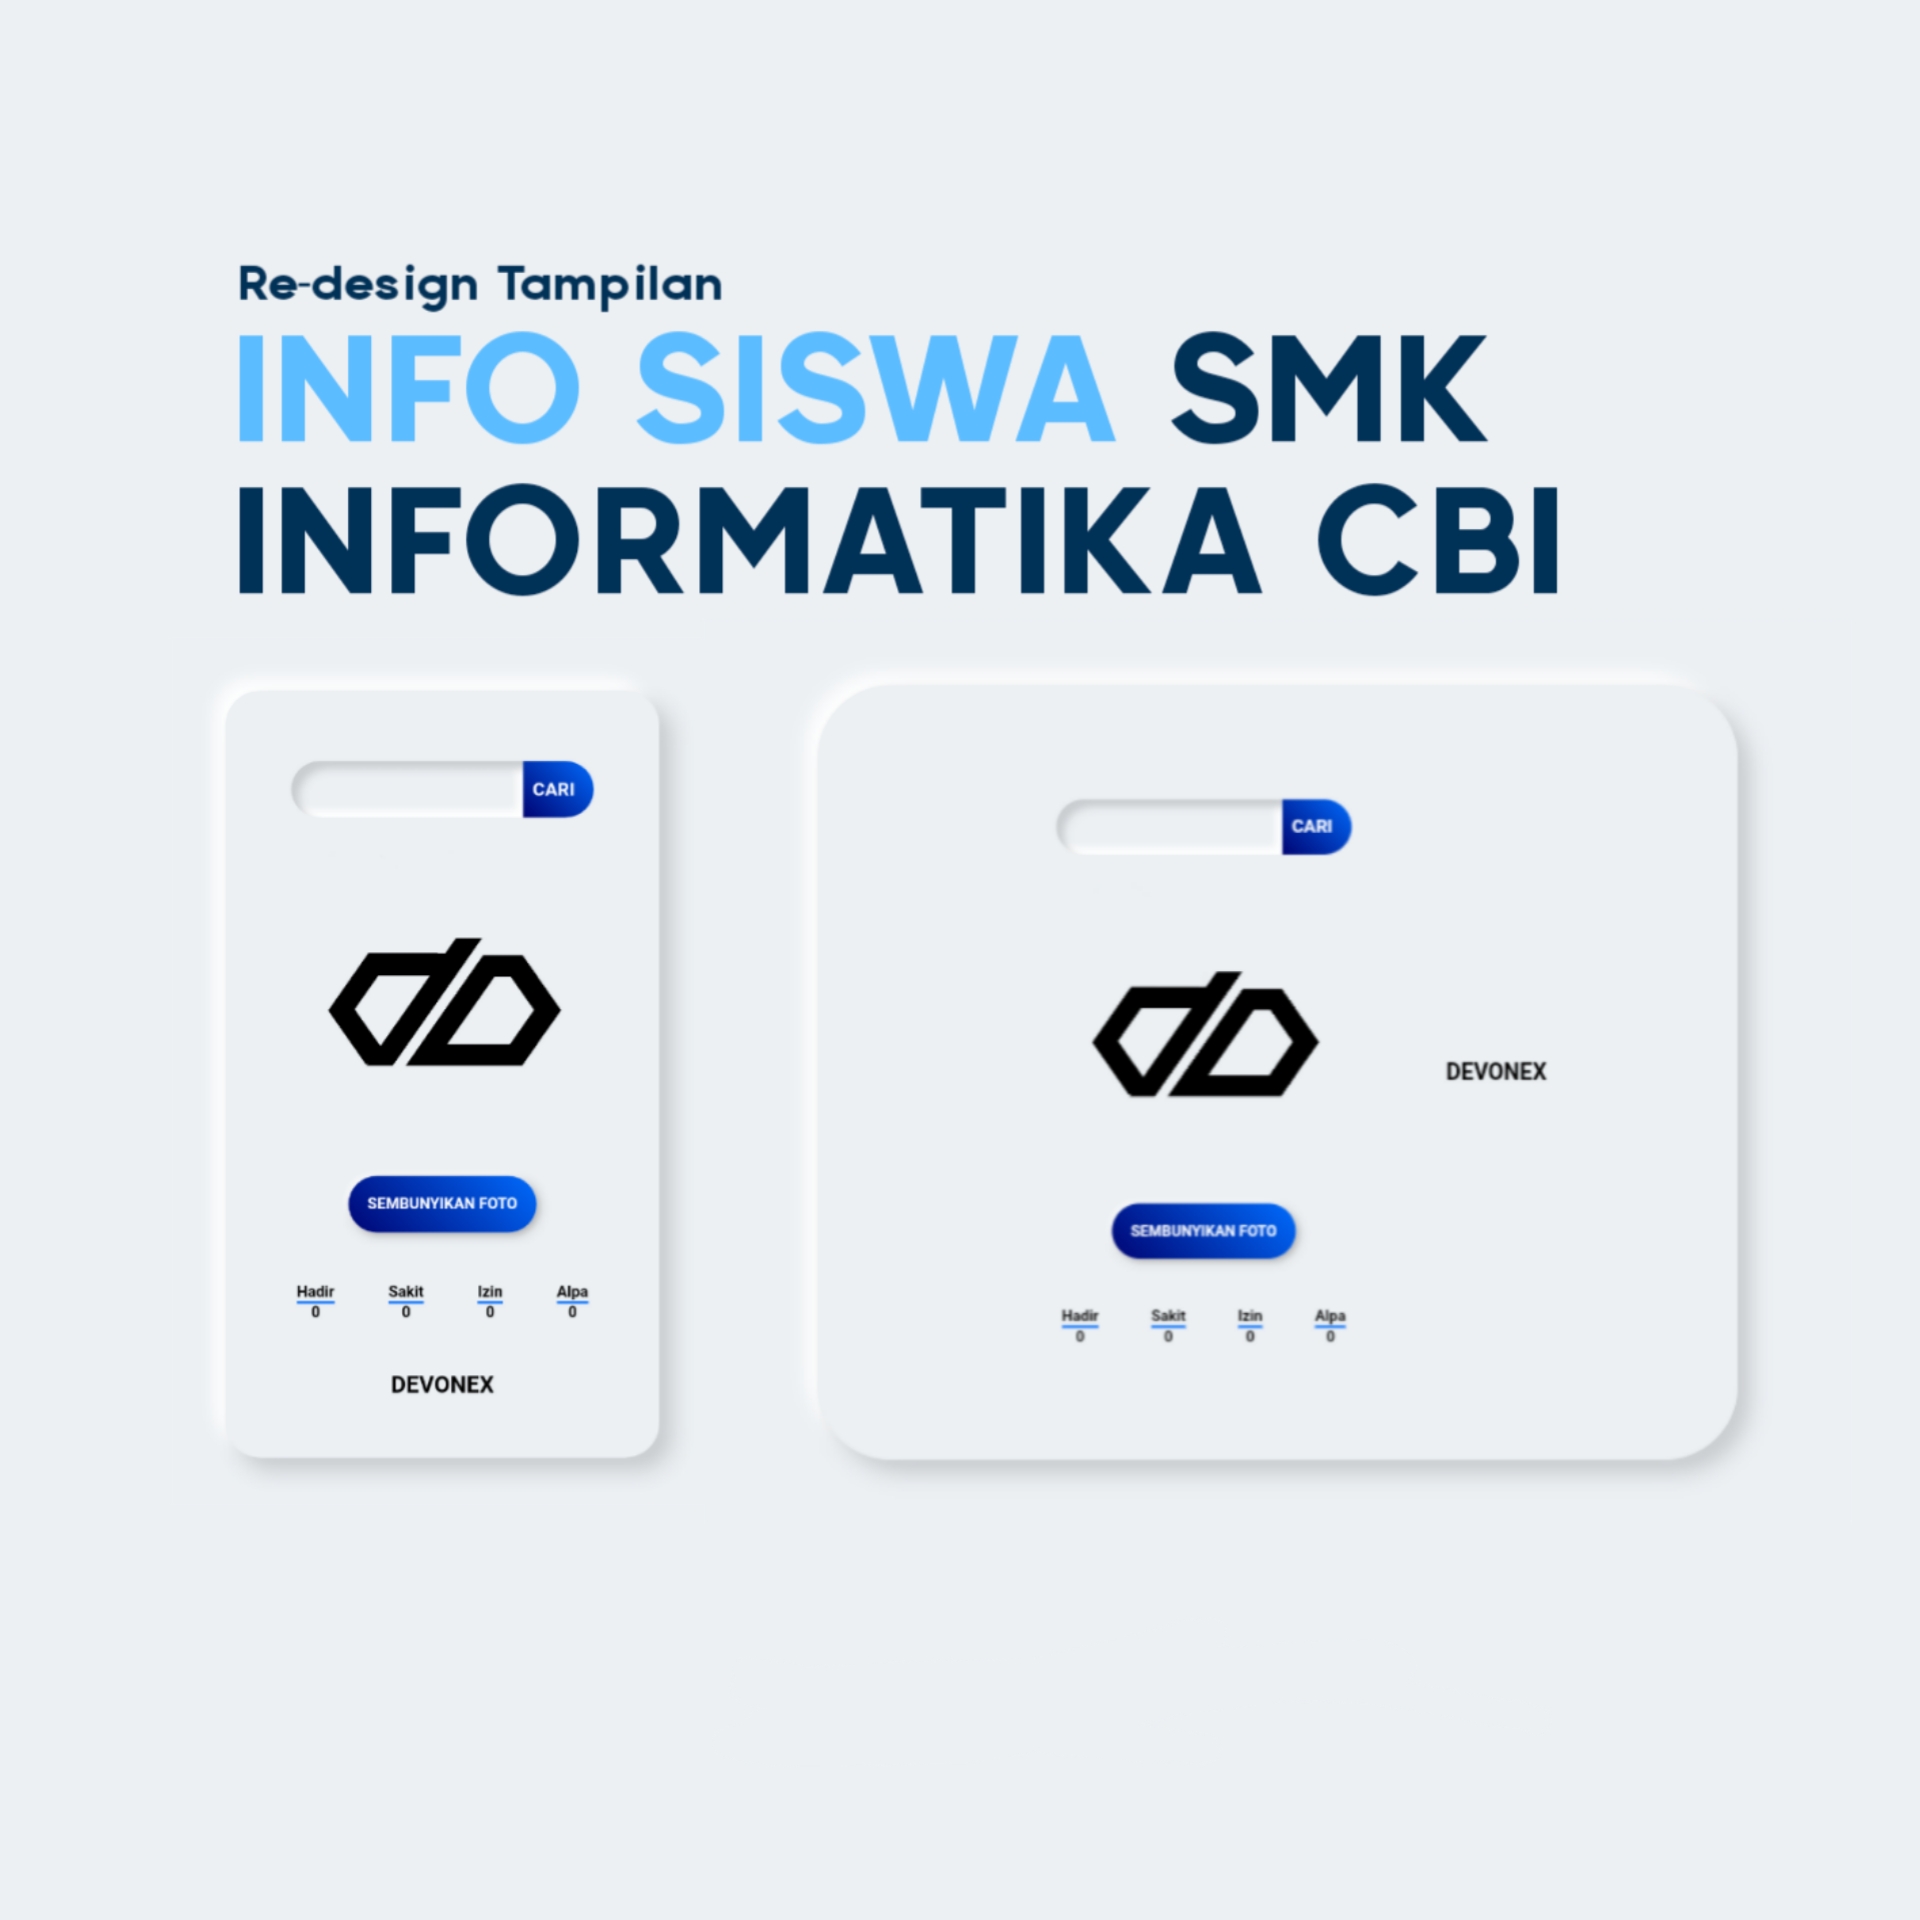 Re-design Tampilan
INFO SISWA SMK
INFORMATIKA CBI
CARI
SEMBUNYIKAN FOTO
Hadir Sakit Izin Alpa
0 0 0 0
DEVONEX
CARI
DEVONEX
SEMBUNYIKAN FOTO
Hadir Sakit Izin Alpa
0 0 0 0